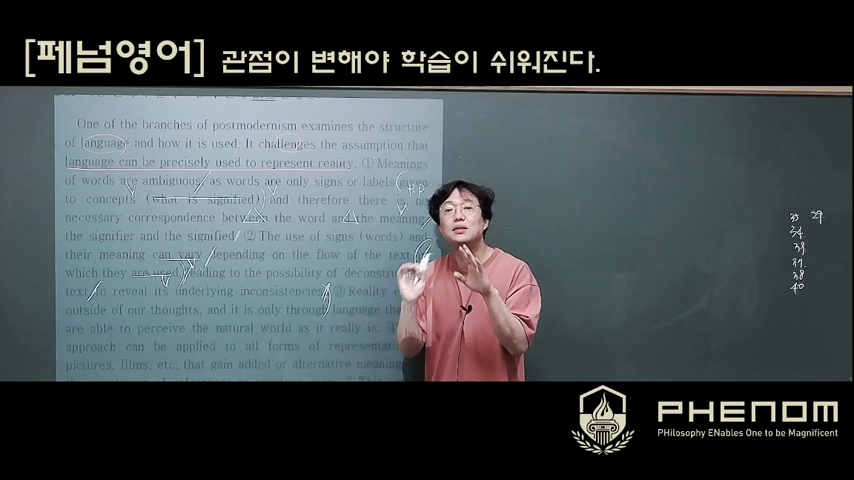 [페넘영어] 관점이 변해야 학습이 쉬워진다.
One of the branches of postmodernism examines the structure
of language and how it is used. It challenges the assumption that
language can be precisely used to represent reality. ① Meanings
of words are ambiguous, as words are only signs or labels (given
to concepts (what is signified) and therefore there is no
necessary correspondence between the word and the meaning,
the signifier and the signified. ② The use of signs (words) and
their meaning can vary depending on the flow of the text
which they are used, leading to the possibility of 'deconstruc
text to reveal its underlying inconsistencies. ③ Reality
outside of our thoughts, and it is only through language tha
are able to perceive the natural world as it really is.
approach can be applied to all forms of representat
pictures, films, etc. that gain added or alternative meaning
29
38
40
PHENOM
PHilosophy ENables One to be Magnificent